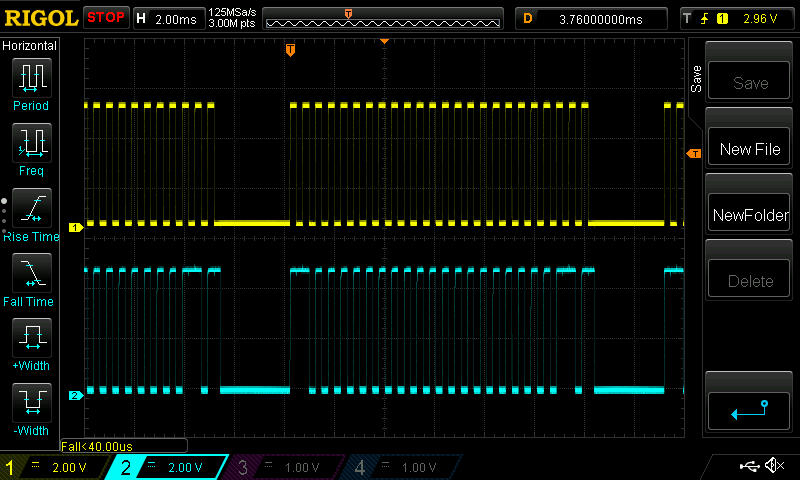 RIGOL STOP H 2.00ms 125MSa/s D 3.76000000ms T 1 2.96 V
3.00M pts
T
Horizontal
Period
Freq
Rise Time
Fall Time
+Width
-Width
1
2
T
Save
Save
New File
NewFolder
Delete
Fall<40.00us
1 = 2.00 V 2 = 2.00 V 3 = 1.00 V 4 = 1.00 V